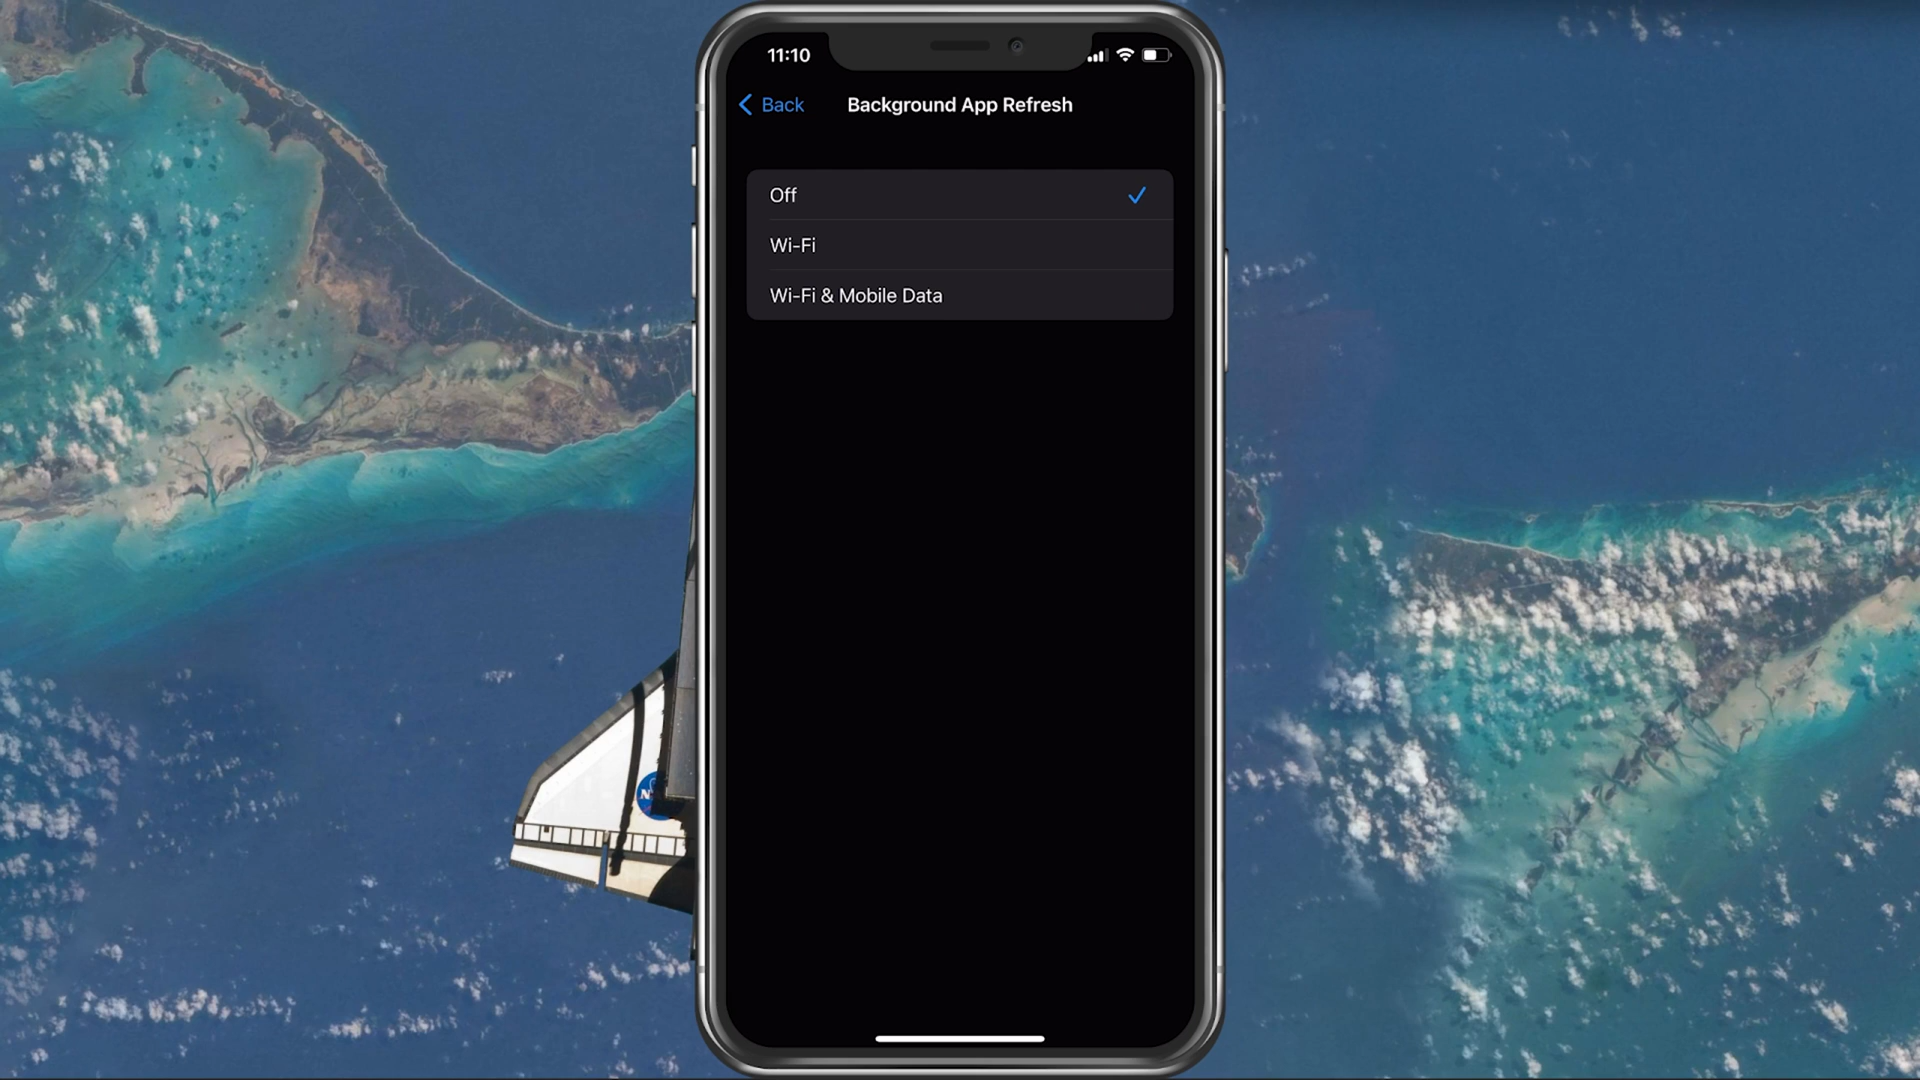 11:10
Back
Background App Refresh
Off
Wi-Fi
Wi-Fi & Mobile Data